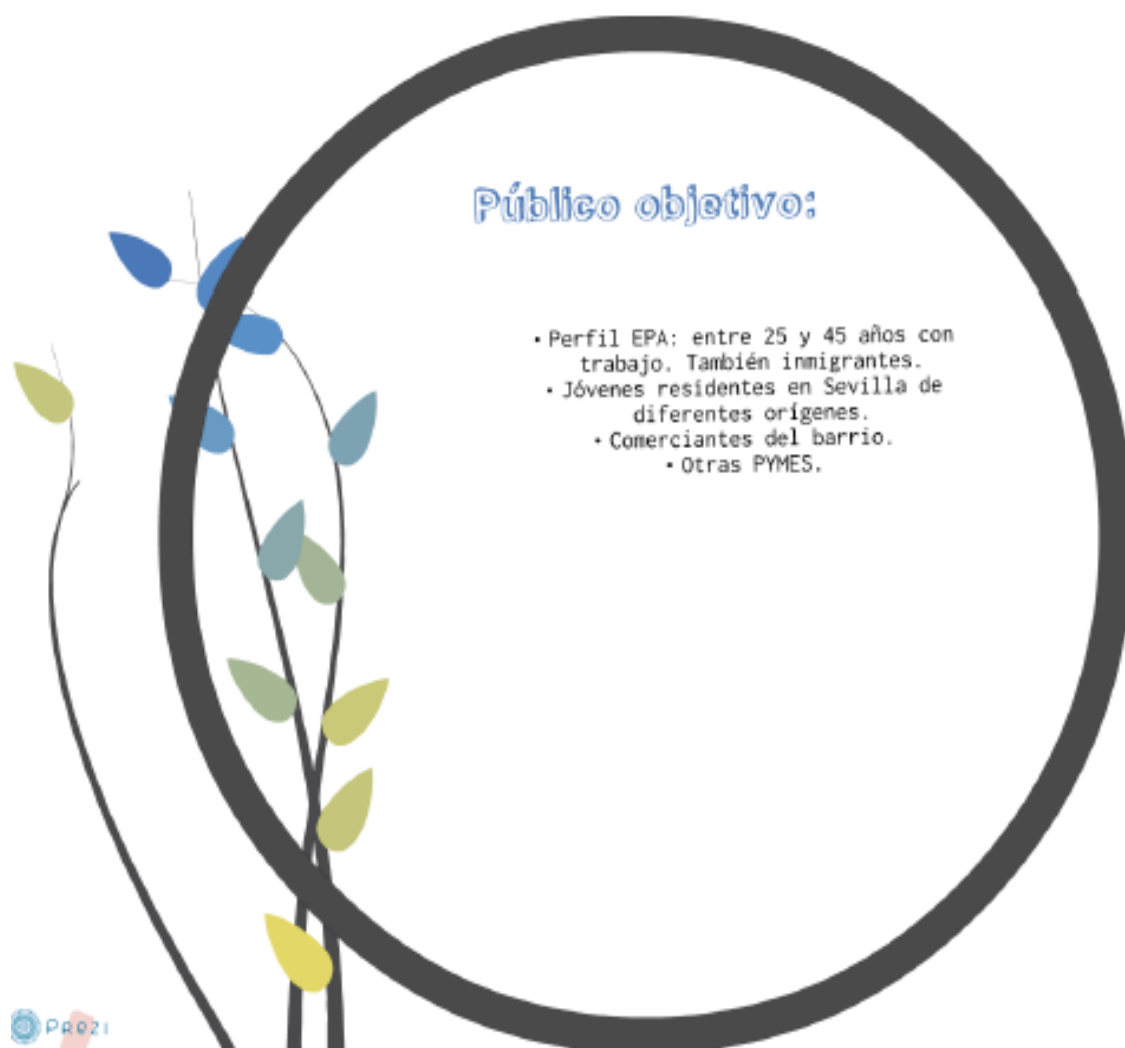 Público objetivo:
• Perfil EPA: entre 25 y 45 años con
trabajo. También inmigrantes.
• Jóvenes residentes en Sevilla de
diferentes orígenes.
• Comerciantes del barrio.
• Otras PYMES.
Prezi